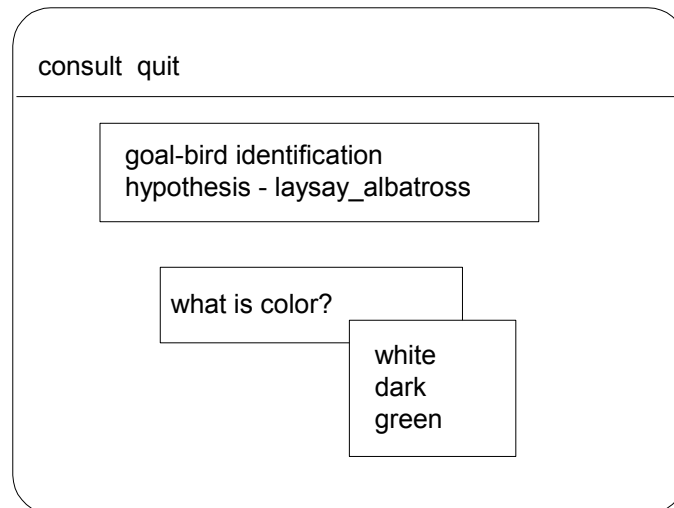 consult quit
goal-bird identification
hypothesis - laysay_albatross
what is color?
white
dark
green